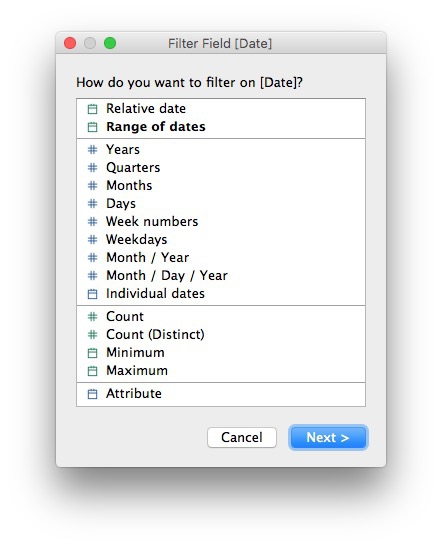 Filter Field [Date]
How do you want to filter on [Date]?
Relative date
Range of dates
Years
Quarters
Months
Days
Week numbers
Weekdays
Month / Year
Month / Day / Year
Individual dates
Count
Count (Distinct)
Minimum
Maximum
Attribute
Cancel
Next >